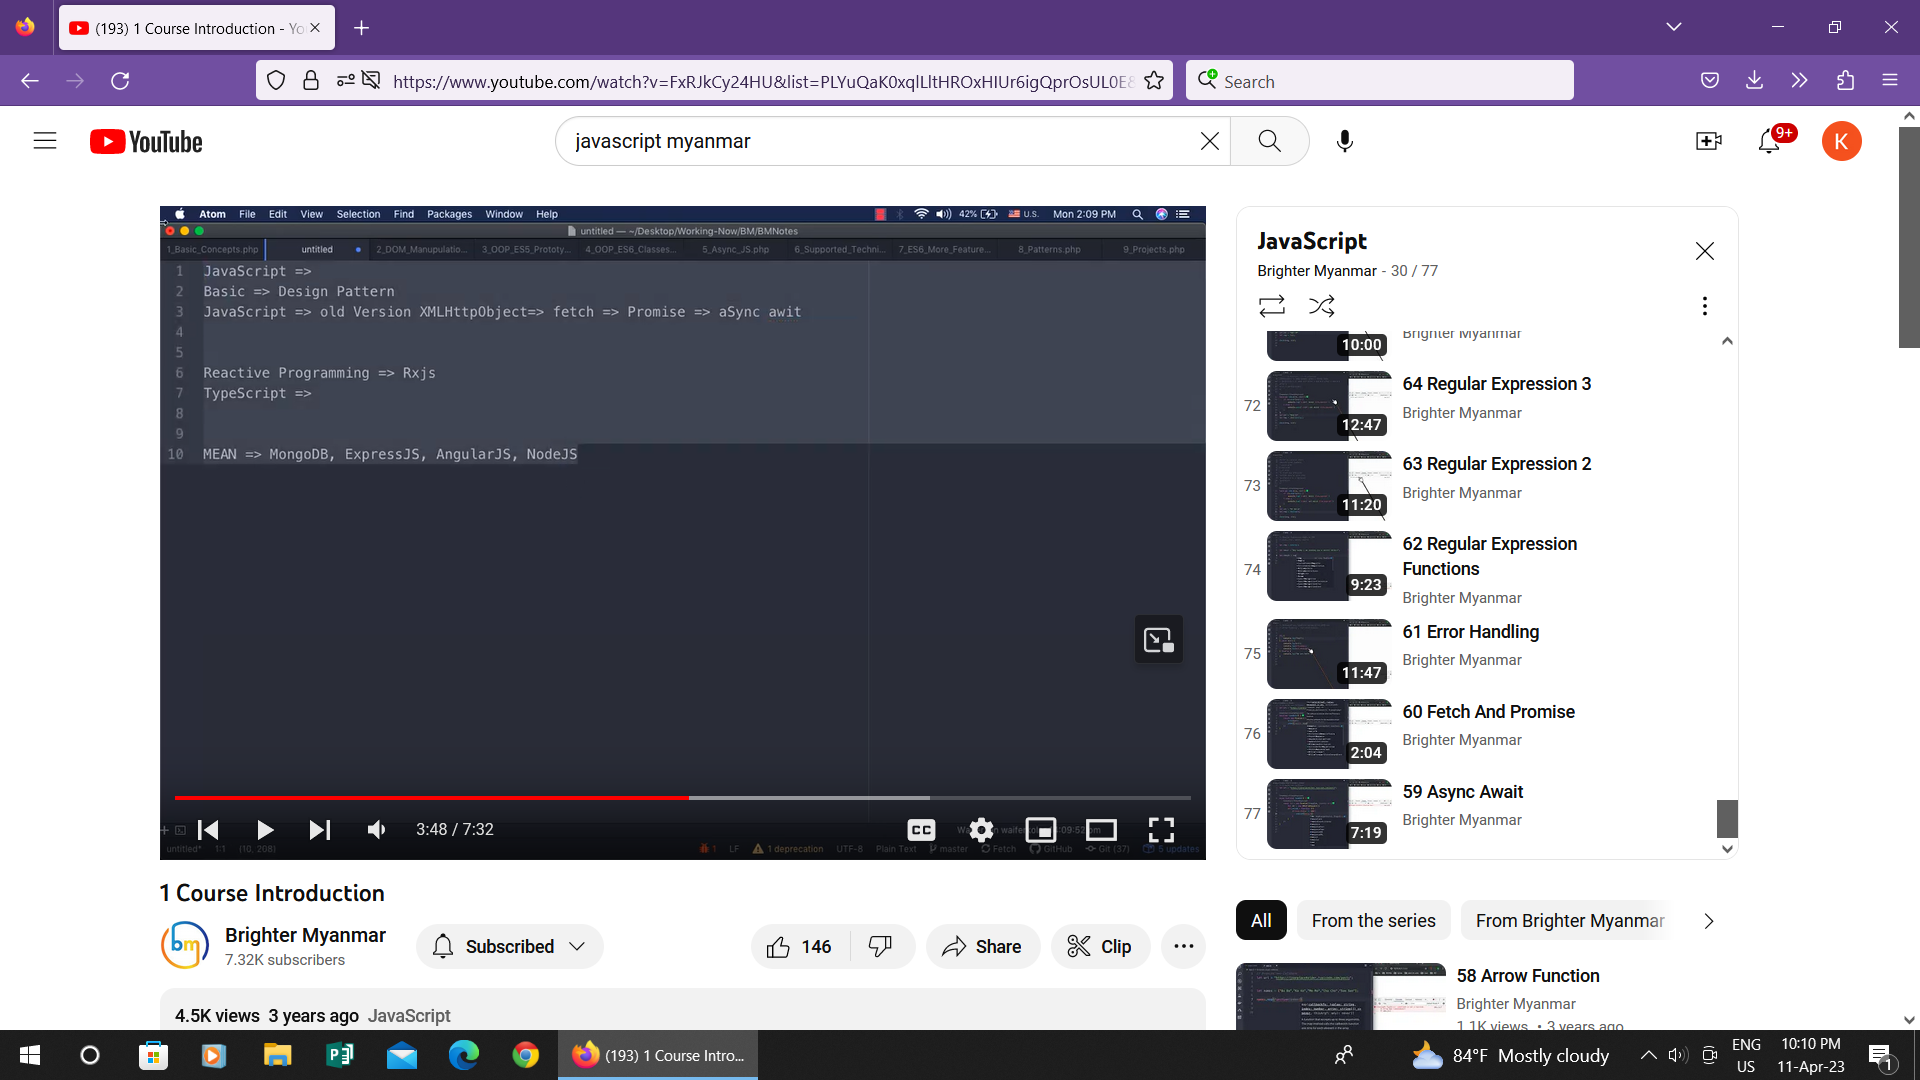 (193) 1 Course Introduction - Yo
https://www.youtube.com/watch?v=FxRJkCy24HU&list=PLYuQaK0xqlLltHROxHIUr6igQprOsUL0E8
Search
YouTube
javascript myanmar
9+
K
Atom File Edit View Selection Find Packages Window Help
42%
U.S.
Mon 2:09 PM
untitled — ~/Desktop/Working-Now/BM/BMNotes
1_Basic_Concepts.php
untitled
2_DOM_Manupulatio...
3_OOP_ES5_Prototy...
4_OOP_ES6_Classes...
5_Async_JS.php
6_Supported_Techni...
7_ES6_More_Feature...
8_Patterns.php
9_Projects.php
1 JavaScript =>
2 Basic => Design Pattern
3 JavaScript => old Version XMLHttpObject=> fetch => Promise => aSync awit
4
5
6 Reactive Programming => Rxjs
7 TypeScript =>
8
9
10 MEAN => MongoDB, ExpressJS, AngularJS, NodeJS
3:48 / 7:32
CC
untitled* 1:1 (10, 208)
1 LF 1 deprecation UTF-8 Plain Text master Fetch GitHub Git (37) 5 updates
JavaScript
Brighter Myanmar - 30 / 77
10:00
Brighter Myanmar
72
12:47
64 Regular Expression 3
Brighter Myanmar
73
11:20
63 Regular Expression 2
Brighter Myanmar
74
9:23
62 Regular Expression
Functions
Brighter Myanmar
75
11:47
61 Error Handling
Brighter Myanmar
76
2:04
60 Fetch And Promise
Brighter Myanmar
77
7:19
59 Async Await
Brighter Myanmar
1 Course Introduction
bm
Brighter Myanmar
7.32K subscribers
Subscribed
146
Share
Clip
4.5K views 3 years ago JavaScript
All
From the series
From Brighter Myanmar
58 Arrow Function
Brighter Myanmar
1.1K views • 3 years ago
(193) 1 Course Intro...
84°F Mostly cloudy
ENG
US
10:10 PM
11-Apr-23
1